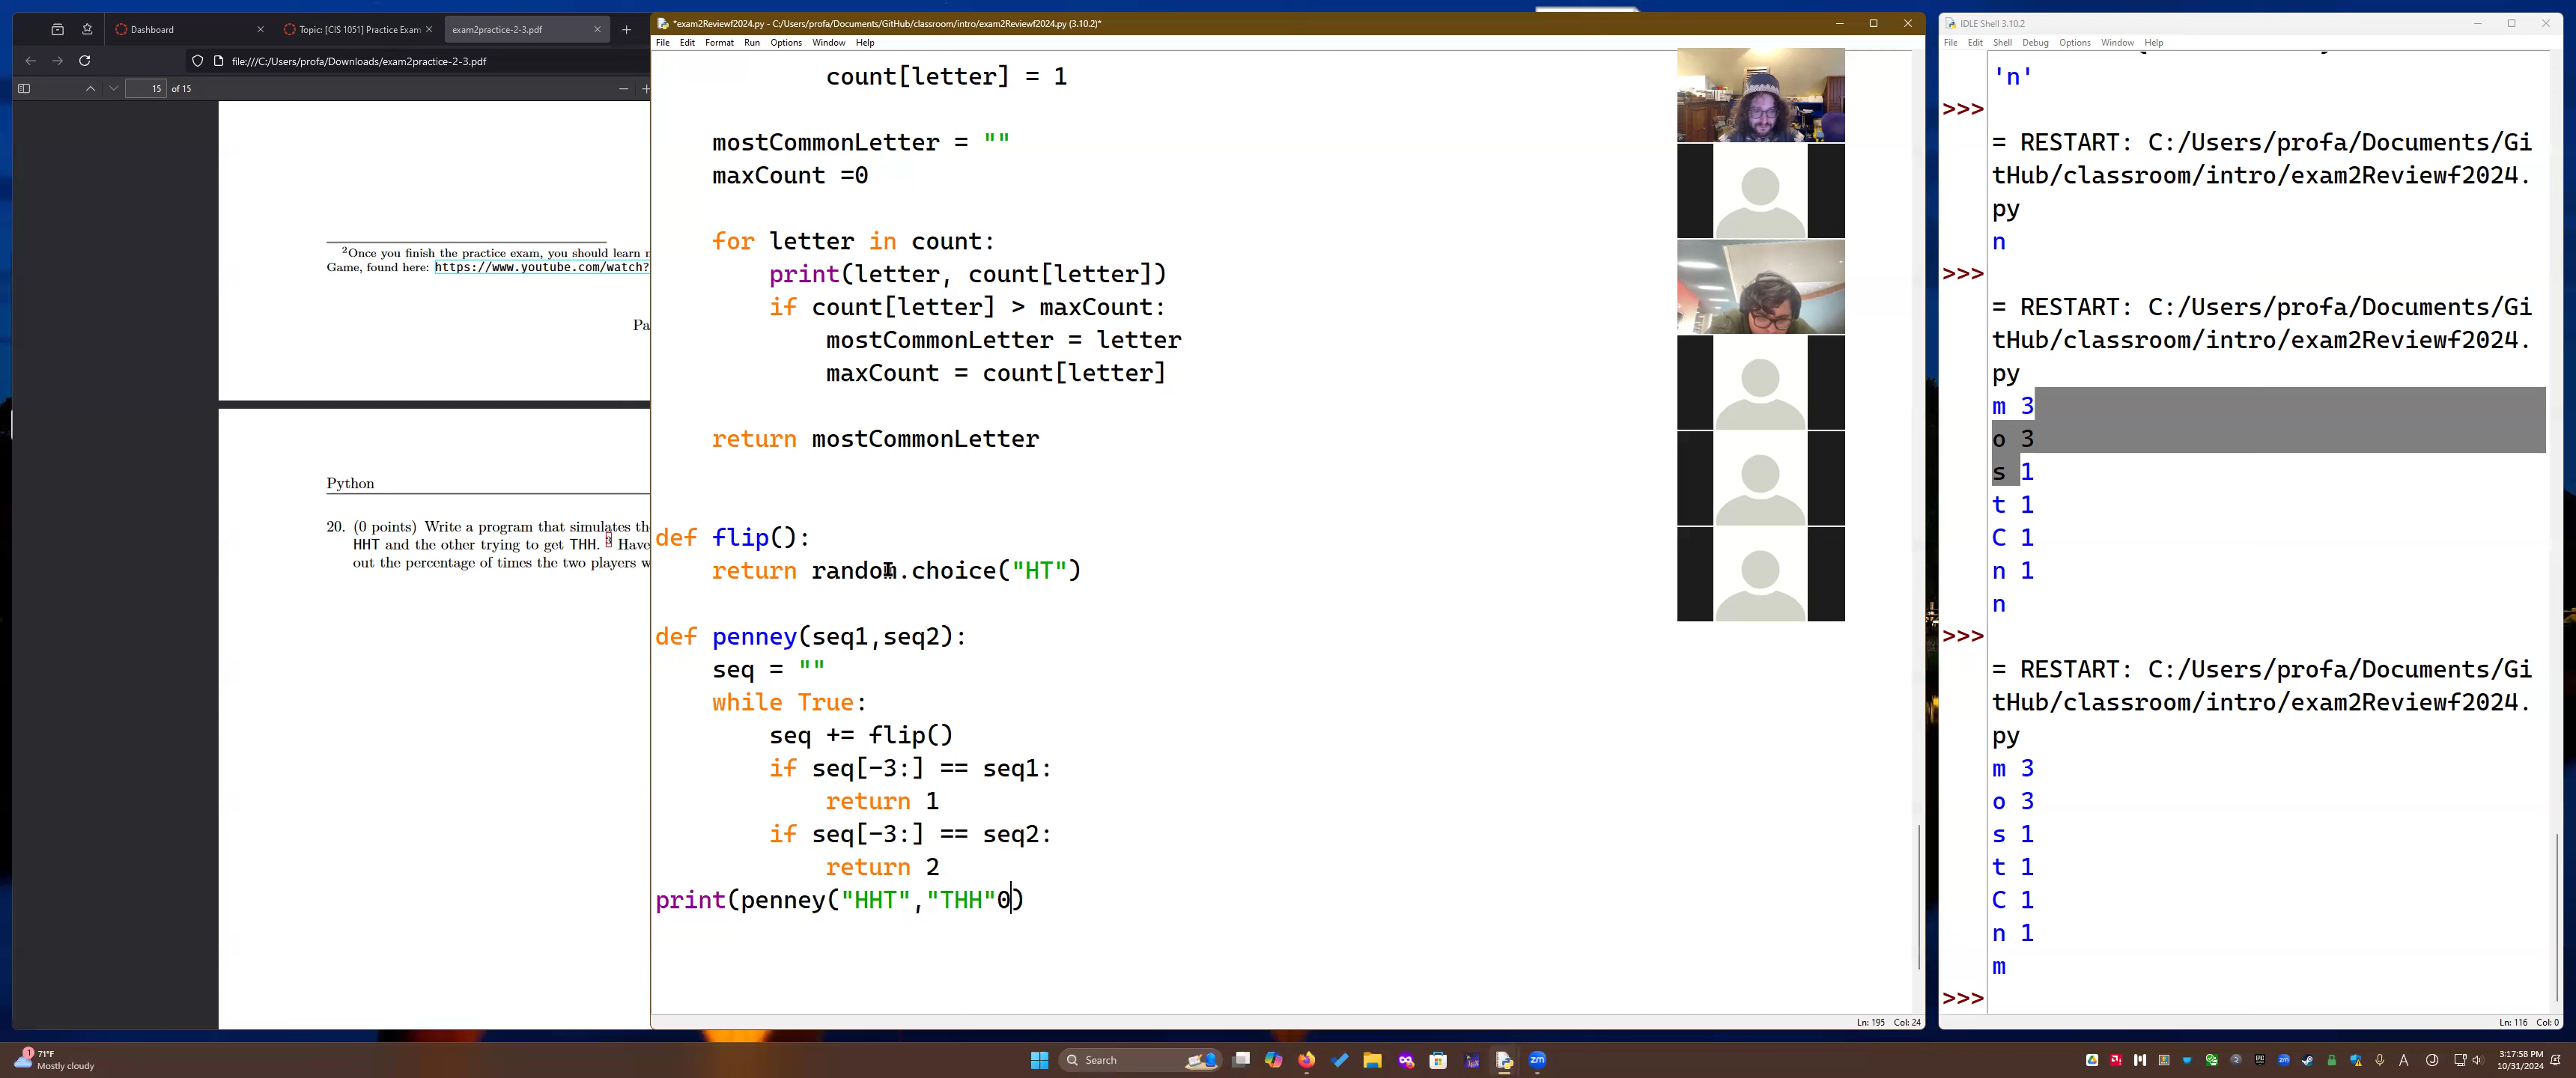 Dashboard
Topic: [CIS 1051] Practice Exam
exam2practice-2-3.pdf
file:///C:/Users/profa/Downloads/exam2practice-2-3.pdf
15 of 15
2Once you finish the practice exam, you should learn
Game, found here: https://www.youtube.com/watch?
Pa
Python
20. (0 points) Write a program that simulates th
HHT and the other trying to get THH. 3 Have
out the percentage of times the two players w
*exam2Reviewf2024.py - C:/Users/profa/Documents/GitHub/classroom/intro/exam2Reviewf2024.py (3.10.2)*
File Edit Format Run Options Window Help
count[letter] = 1
mostCommonLetter = ""
maxCount =0
for letter in count:
print(letter, count[letter])
if count[letter] > maxCount:
mostCommonLetter = letter
maxCount = count[letter]
return mostCommonLetter
def flip():
return random.choice("HT")
def penney(seq1,seq2):
seq = ""
while True:
seq += flip()
if seq[-3:] == seq1:
return 1
if seq[-3:] == seq2:
return 2
print(penney("HHT","THH"0)
Ln: 195 Col: 24
IDLE Shell 3.10.2
File Edit Shell Debug Options Window Help
'n'
>>>
= RESTART: C:/Users/profa/Documents/Gi
tHub/classroom/intro/exam2Reviewf2024.
py
n
>>>
= RESTART: C:/Users/profa/Documents/Gi
tHub/classroom/intro/exam2Reviewf2024.
py
m 3
o 3
s 1
t 1
C 1
n 1
n
>>>
= RESTART: C:/Users/profa/Documents/Gi
tHub/classroom/intro/exam2Reviewf2024.
py
m 3
o 3
s 1
t 1
C 1
n 1
m
>>>
Ln: 116 Col: 0
71°F
Mostly cloudy
Search
3:17:58 PM
10/31/2024